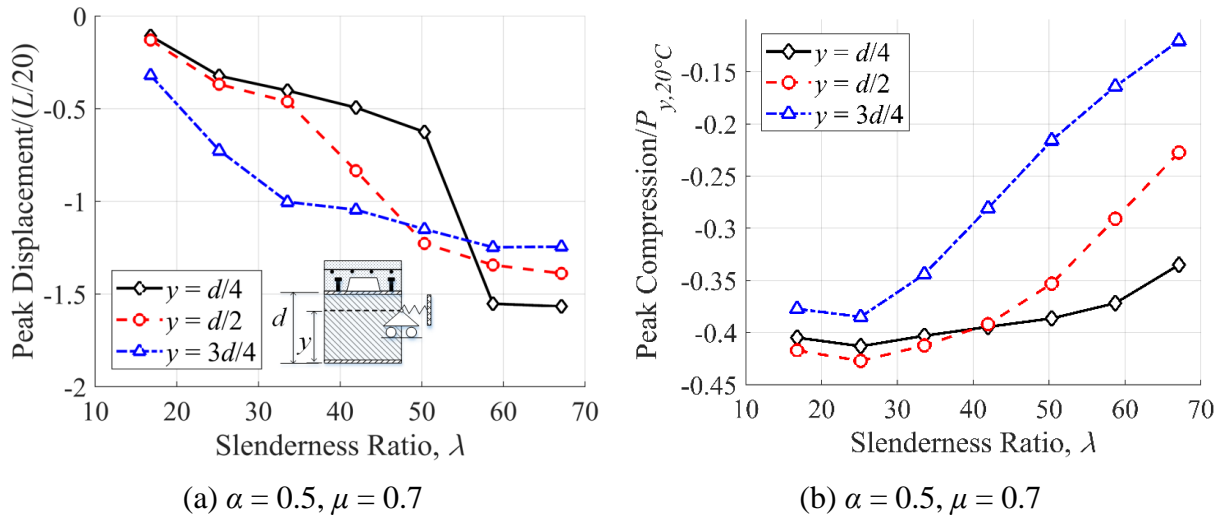 0
-0.5
-1
-1.5
-2
10 20 30 40 50 60 70
Peak Displacement/(L/20)
Slenderness Ratio, λ
y = d/4
y = d/2
y = 3d/4
d
y
(a) α = 0.5, μ = 0.7
-0.15
-0.2
-0.25
-0.3
-0.35
-0.4
-0.45
10 20 30 40 50 60 70
Peak Compression/P y,20°C
Slenderness Ratio, λ
y = d/4
y = d/2
y = 3d/4
(b) α = 0.5, μ = 0.7